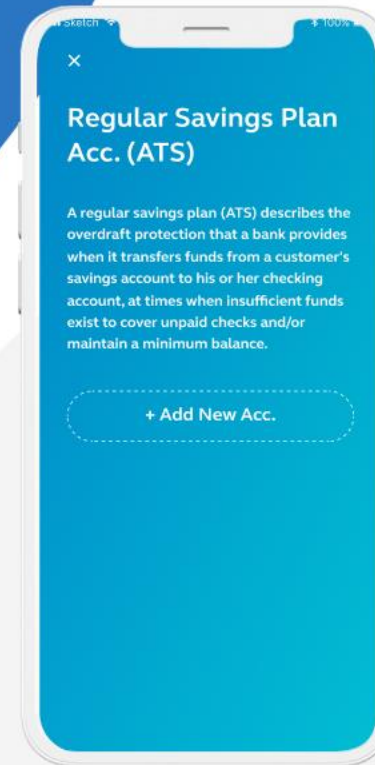 Sketch 100%
×
Regular Savings Plan
Acc. (ATS)
A regular savings plan (ATS) describes the
overdraft protection that a bank provides
when it transfers funds from a customer's
savings account to his or her checking
account, at times when insufficient funds
exist to cover unpaid checks and/or
maintain a minimum balance.
+ Add New Acc.